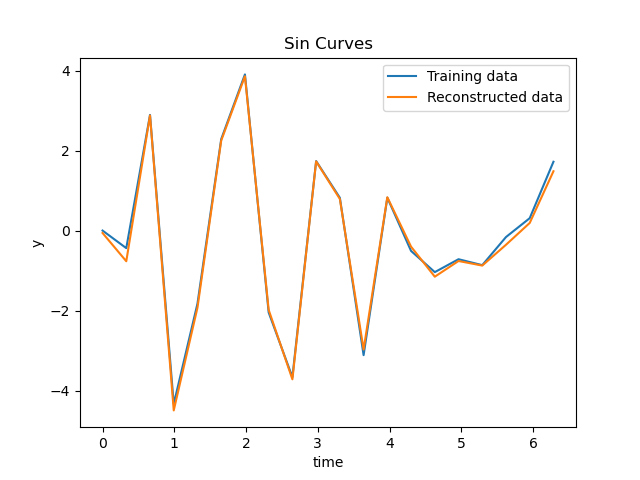 Sin Curves
Training data
Reconstructed data
4
2
0
−2
−4
y
0 1 2 3 4 5 6
time